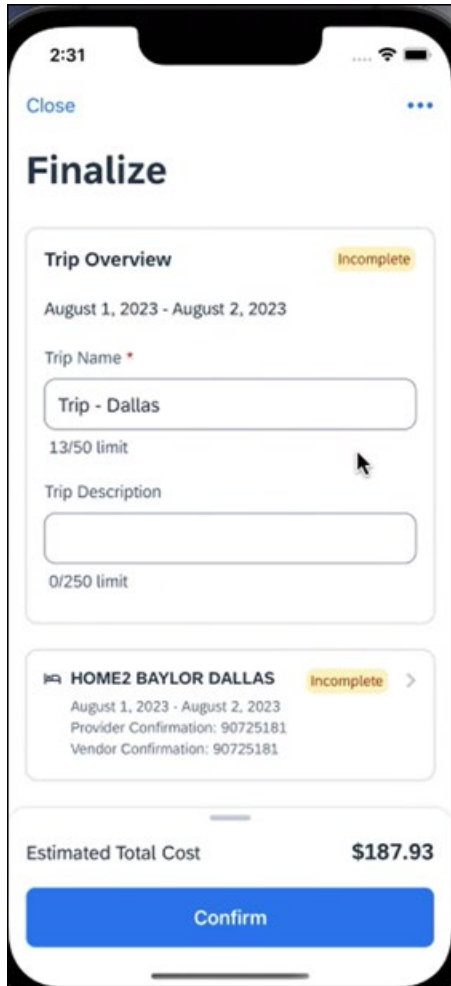 2:31
Close
Finalize
Trip Overview Incomplete
August 1, 2023 - August 2, 2023
Trip Name *
Trip - Dallas
13/50 limit
Trip Description
0/250 limit
HOME2 BAYLOR DALLAS Incomplete
August 1, 2023 - August 2, 2023
Provider Confirmation: 90725181
Vendor Confirmation: 90725181
Estimated Total Cost $187.93
Confirm